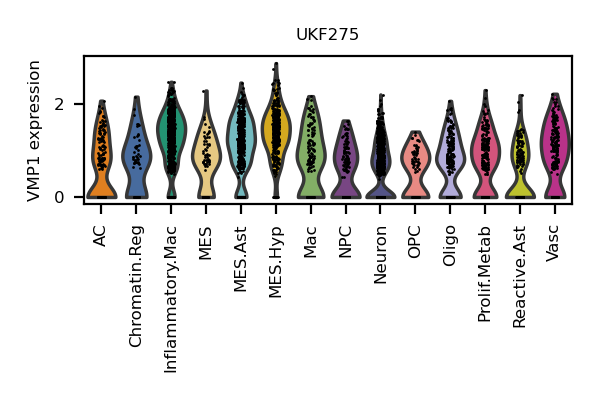 UKF275
VMP1 expression
2
0
AC
Chromatin.Reg
Inflammatory.Mac
MES
MES.Ast
MES.Hyp
Mac
NPC
Neuron
OPC
Oligo
Prolif.Metab
Reactive.Ast
Vasc